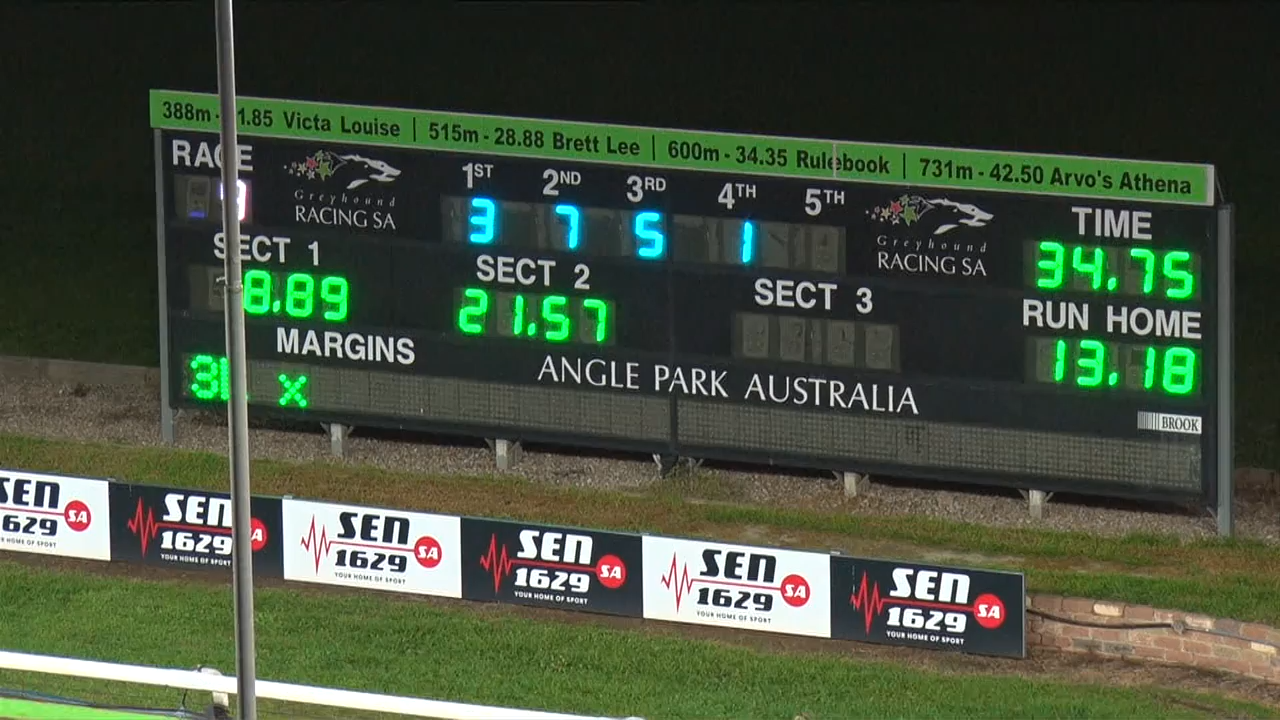 388m - 1.85 Victa Louise | 515m - 28.88 Brett Lee | 600m - 34.35 Rulebook | 731m - 42.50 Arvo's Athena
RACE
Greyhound
RACING SA
1ST 2ND 3RD 4TH 5TH
3 7 5 1
Greyhound
RACING SA
TIME
34.75
SECT 1
8.89
SECT 2
21.57
SECT 3
RUN HOME
13.18
MARGINS
ANGLE PARK AUSTRALIA
x
BROOK
SEN
1629 SA
YOUR HOME OF SPORT
SEN
1629 SA
YOUR HOME OF SPORT
SEN
1629 SA
YOUR HOME OF SPORT
SEN
1629 SA
YOUR HOME OF SPORT
SEN
1629 SA
YOUR HOME OF SPORT
SEN
1629 SA
YOUR HOME OF SPORT